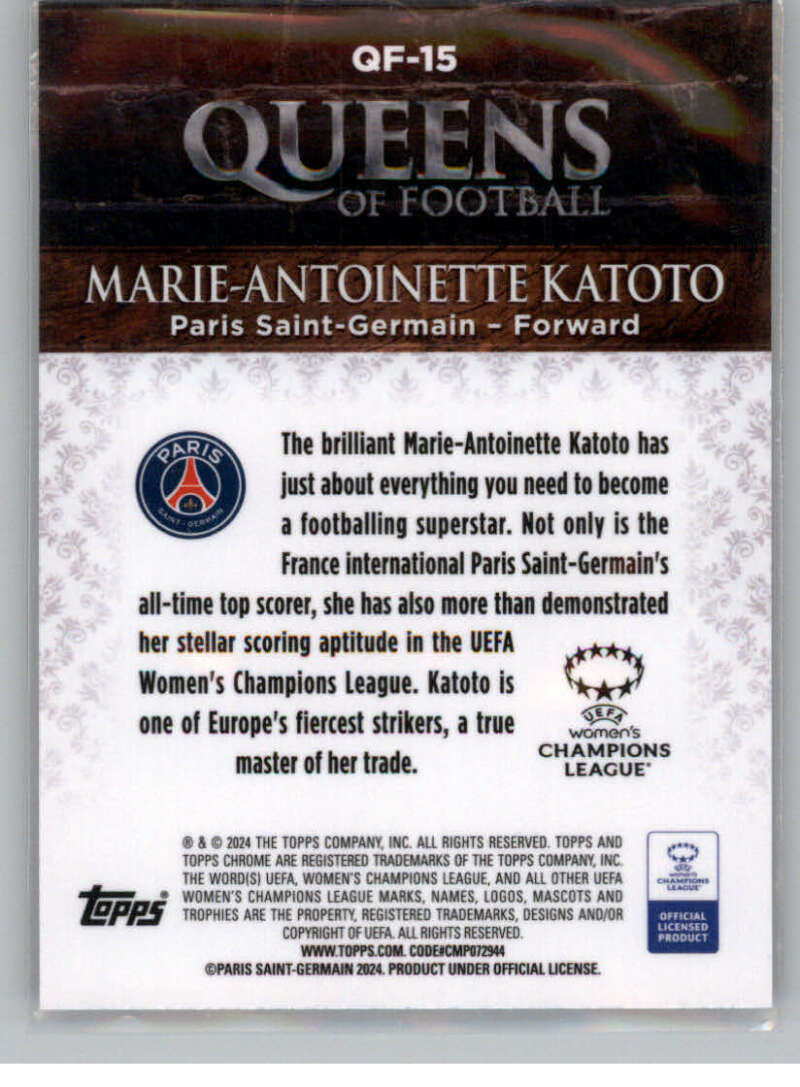 QF-15
QUEENS
OF FOOTBALL
MARIE-ANTOINETTE KATOTO
Paris Saint-Germain – Forward
PARIS
SAINT-GERMAIN
The brilliant Marie-Antoinette Katoto has
just about everything you need to become
a footballing superstar. Not only is the
France international Paris Saint-Germain's
all-time top scorer, she has also more than demonstrated
her stellar scoring aptitude in the UEFA
Women's Champions League. Katoto is
one of Europe's fiercest strikers, a true
master of her trade.
UEFA
women's
CHAMPIONS
LEAGUE
® & © 2024 THE TOPPS COMPANY, INC. ALL RIGHTS RESERVED. TOPPS AND
TOPPS CHROME ARE REGISTERED TRADEMARKS OF THE TOPPS COMPANY, INC.
THE WORD(S) UEFA, WOMEN'S CHAMPIONS LEAGUE, AND ALL OTHER UEFA
WOMEN'S CHAMPIONS LEAGUE MARKS, NAMES, LOGOS, MASCOTS AND
TROPHIES ARE THE PROPERTY, REGISTERED TRADEMARKS, DESIGNS AND/OR
COPYRIGHT OF UEFA. ALL RIGHTS RESERVED.
WWW.TOPPS.COM. CODE#CMP072944
©PARIS SAINT-GERMAIN 2024. PRODUCT UNDER OFFICIAL LICENSE.
topps®
women's
CHAMPIONS
LEAGUE
OFFICIAL
LICENSED
PRODUCT